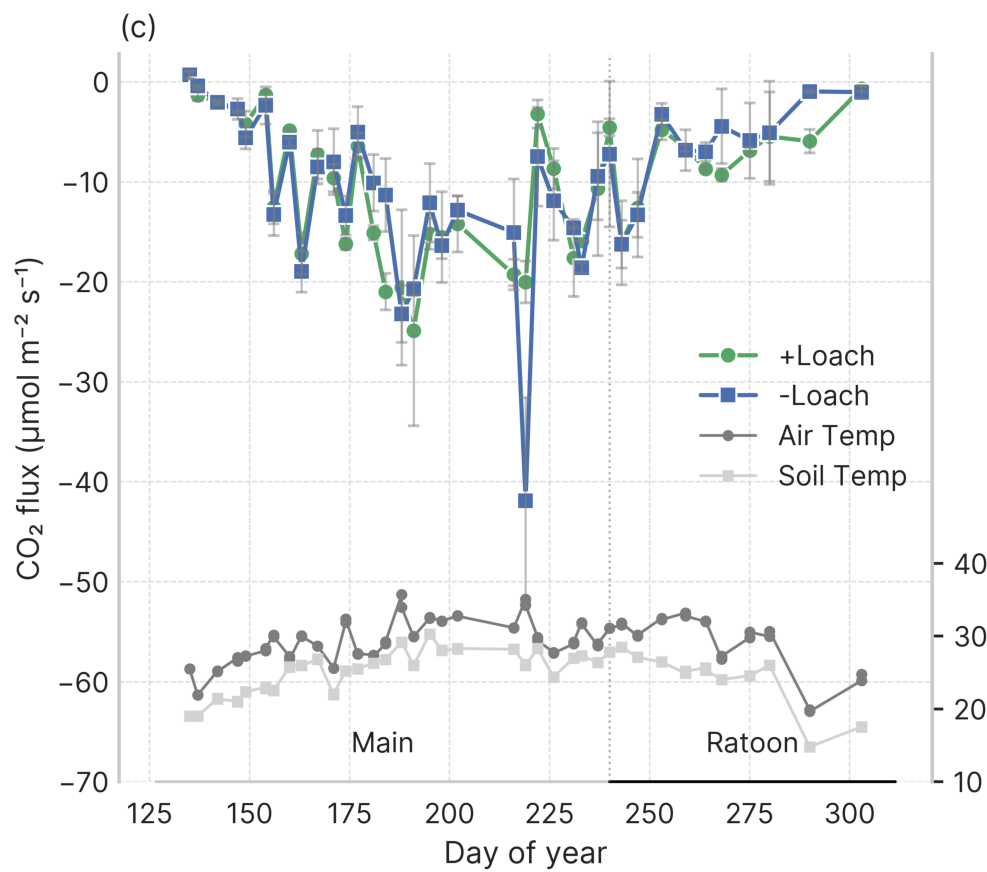 (c)
0
−10
−20
−30
−40
−50
−60
−70
CO₂ flux (μmol m⁻² s⁻¹)
+Loach
-Loach
Air Temp
Soil Temp
40
30
20
10
Main
Ratoon
125 150 175 200 225 250 275 300
Day of year